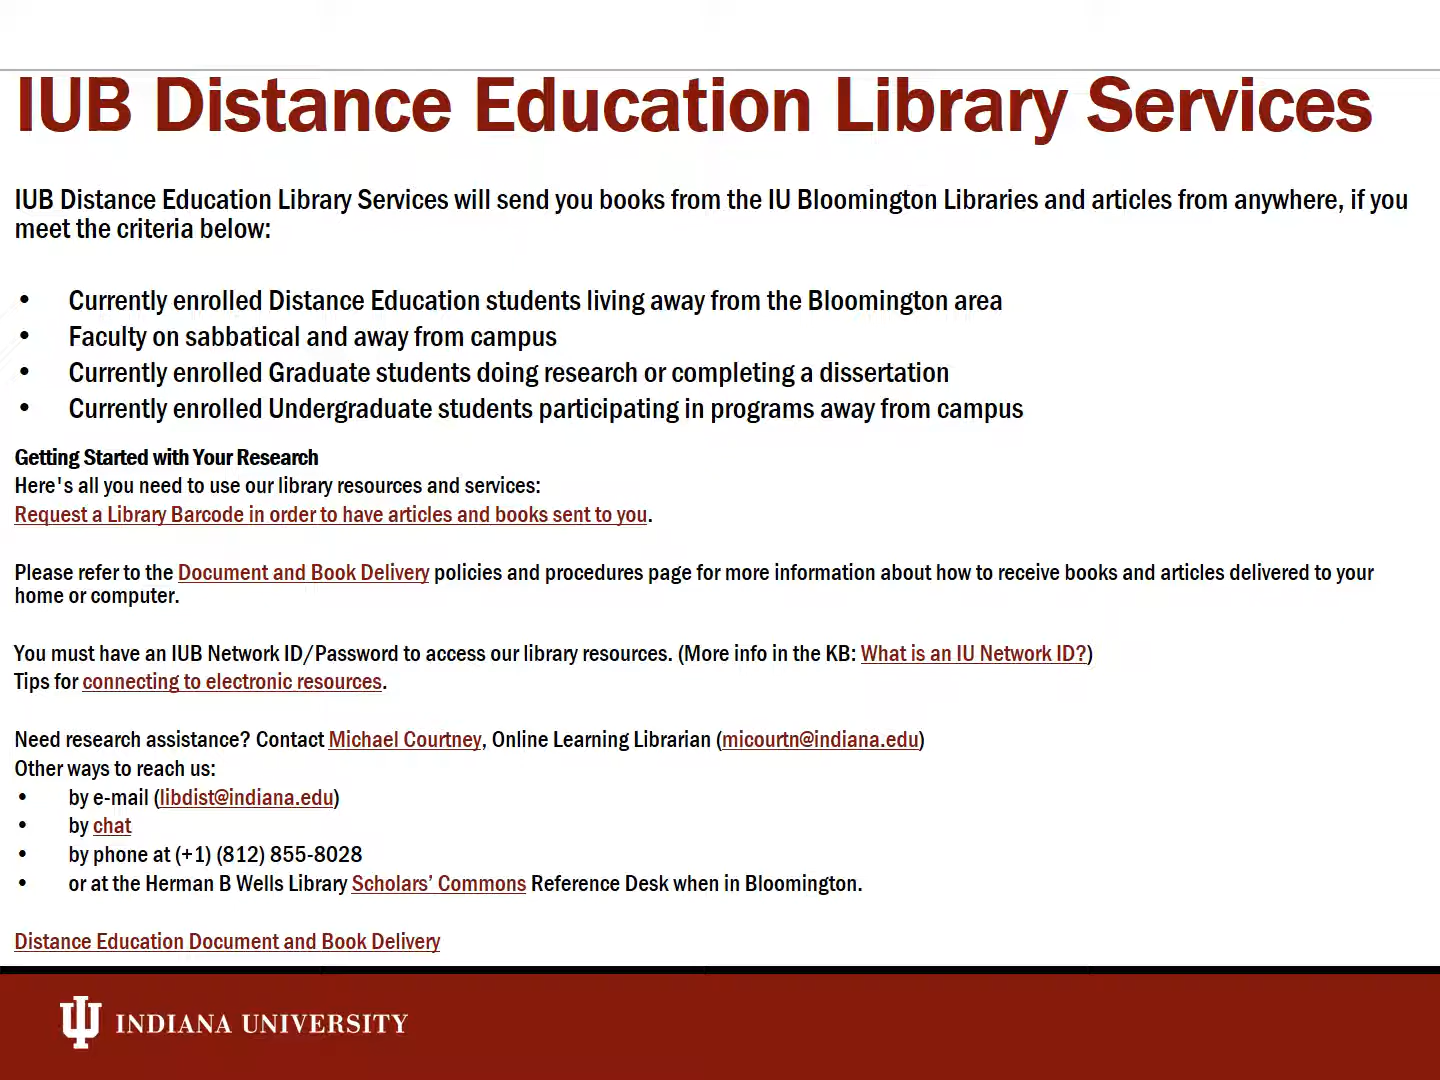 IUB Distance Education Library Services
IUB Distance Education Library Services will send you books from the IU Bloomington Libraries and articles from anywhere, if you
meet the criteria below:
• Currently enrolled Distance Education students living away from the Bloomington area
• Faculty on sabbatical and away from campus
• Currently enrolled Graduate students doing research or completing a dissertation
• Currently enrolled Undergraduate students participating in programs away from campus
Getting Started with Your Research
Here's all you need to use our library resources and services:
Request a Library Barcode in order to have articles and books sent to you.
Please refer to the Document and Book Delivery policies and procedures page for more information about how to receive books and articles delivered to your
home or computer.
You must have an IUB Network ID/Password to access our library resources. (More info in the KB: What is an IU Network ID?)
Tips for connecting to electronic resources.
Need research assistance? Contact Michael Courtney, Online Learning Librarian (micourtn@indiana.edu)
Other ways to reach us:
• by e-mail (libdist@indiana.edu)
• by chat
• by phone at (+1) (812) 855-8028
• or at the Herman B Wells Library Scholars’ Commons Reference Desk when in Bloomington.
Distance Education Document and Book Delivery
INDIANA UNIVERSITY